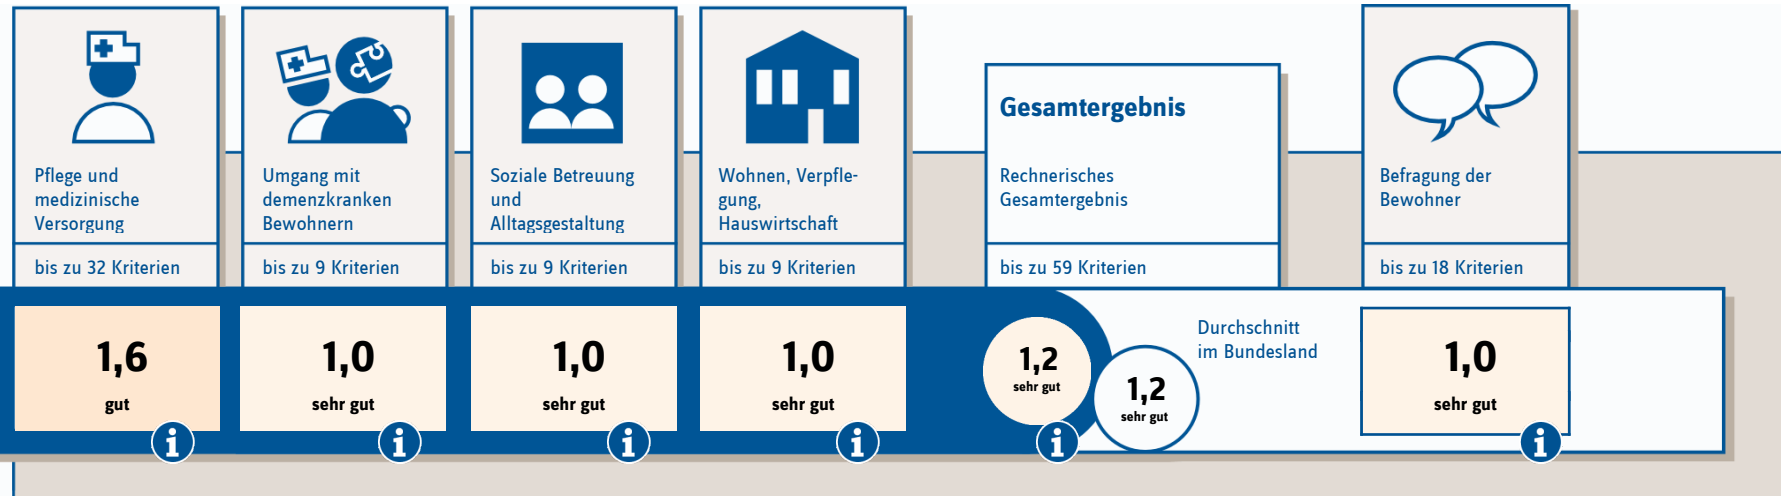 Pflege und
medizinische
Versorgung
bis zu 32 Kriterien
1,6
gut
Umgang mit
demenzkranken
Bewohnern
bis zu 9 Kriterien
1,0
sehr gut
Soziale Betreuung
und
Alltagsgestaltung
bis zu 9 Kriterien
1,0
sehr gut
Wohnen, Verpfle-
gung,
Hauswirtschaft
bis zu 9 Kriterien
1,0
sehr gut
Gesamtergebnis
Rechnerisches
Gesamtergebnis
bis zu 59 Kriterien
1,2
sehr gut
Durchschnitt
im Bundesland
1,2
sehr gut
Befragung der
Bewohner
bis zu 18 Kriterien
1,0
sehr gut